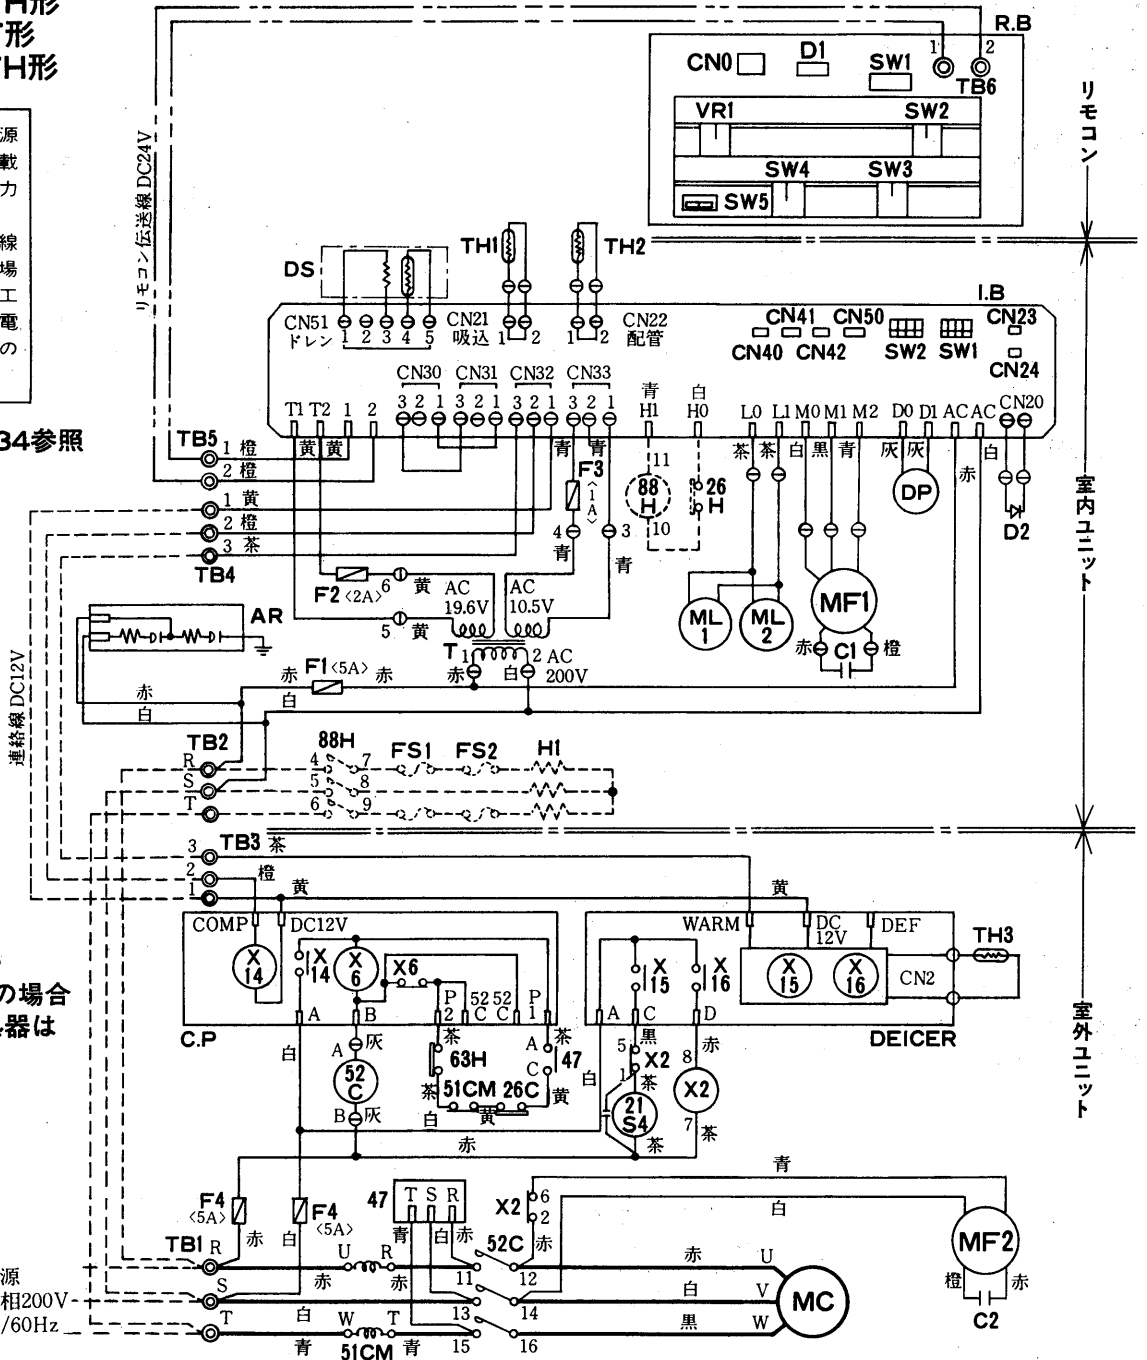 H形
形
H形
源
載
力
線
場
工
電
の
34参照
リモコン伝送線DC24V
R.B
CN0 D1 SW1 1 2
TB6
VR1 SW2
SW4 SW3
SW5
リモコン
DS TH1 TH2
I.B
CN51 ドレン 1 2 3 4 5
CN21 吸込 1 2
1 2 CN22 配管
CN41 CN50 CN23
CN40 CN42 SW2 SW1 CN24
CN30 CN31 CN32 CN33
3 2 1 3 2 1 3 2 1 3 2 1
青 白
T1 T2 1 2 H1 H0 L0 L1 M0 M1 M2 D0 D1 AC AC CN20
TB5 1 橙 黄 黄
2 橙
青 青 茶 茶 白 黒 青 灰 灰 赤 白
F3 〈1A〉
11
88H
26H
10
DP
D2
1 黄
2 橙
3 茶
TB4
4 3
青 青
F2〈2A〉 6 黄 AC 19.6V AC 10.5V
5 黄
ML1 ML2 MF1
赤 C1 橙
AR
T 1 2 AC 200V
赤 白
赤 F1〈5A〉 赤
白
赤
白
室内ユニット
連絡線DC12V
TB2 88H FS1 FS2 H1
R 4 7
S 5 8
T 6 9
TB3 茶
3
2 橙
1 黄 黄
COMP DC12V
X14 X14 X6 X6
P2 52C 52C P1
A B
C.P
WARM DC12V DEF
X15 X16 X15 X16 CN2
TH3
A C D
DEICER
室外ユニット
の場合
器は
白 A 灰 茶 茶
52C
63H A 47
C
51CM 26C
茶 白 黄 黄
B 灰
白 黒 赤
5 X2 8
1 茶 X2
21S4 7
茶 茶
赤
青
白
F4〈5A〉 F4〈5A〉
赤 白
47 T S R
青 白 赤
X2 6 2
赤
52C
MF2
橙 赤
C2
TB1 R U R 11 12 赤 U
赤 赤
源
相200V
/60Hz
S 白 13 14 白 V
T 青 W T 青 15 16 黒 W
51CM
MC